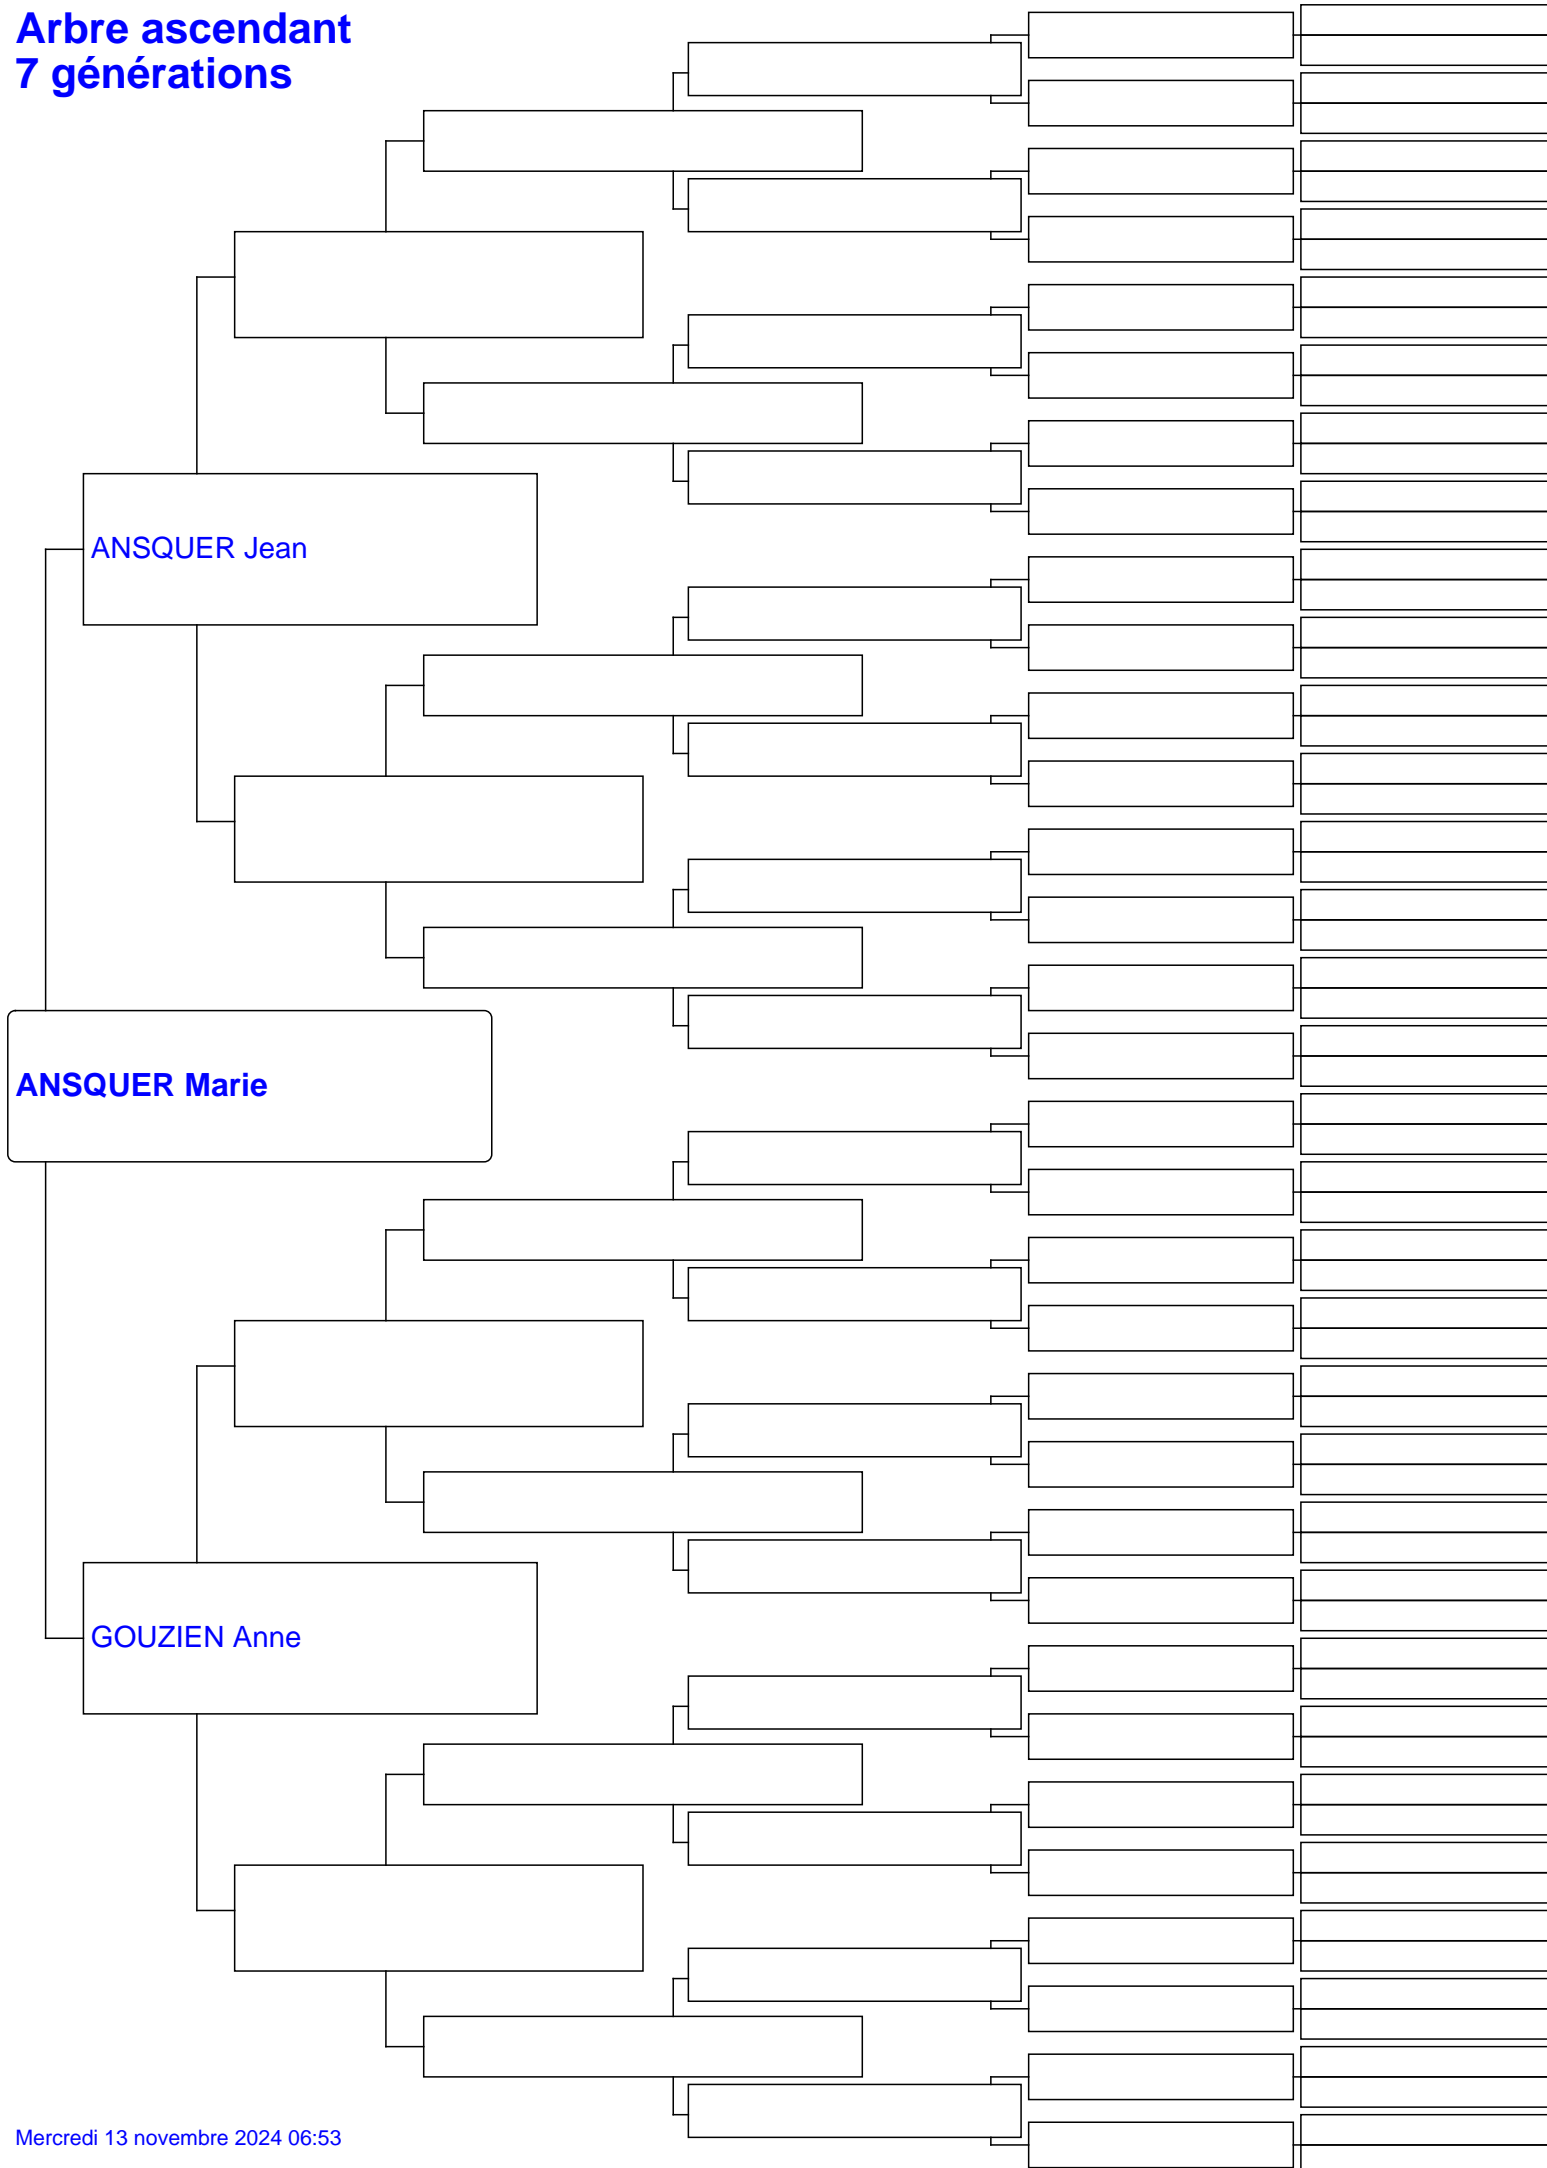 Arbre ascendant
7 générations
ANSQUER Jean
ANSQUER Marie
GOUZIEN Anne
Mercredi 13 novembre 2024 06:53